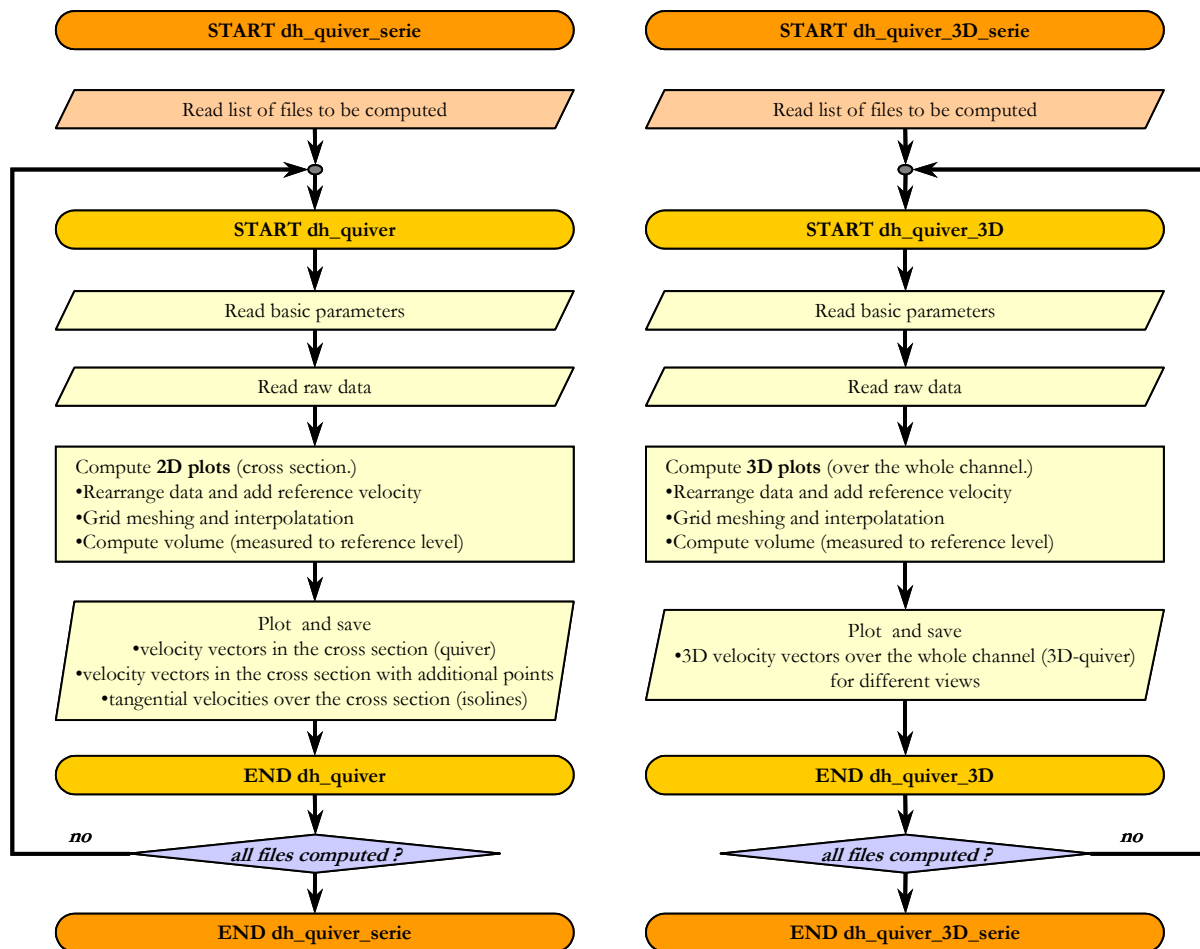 START dh_quiver_serie
Read list of files to be computed
START dh_quiver
Read basic parameters
Read raw data
Compute 2D plots (cross section.)
•Rearrange data and add reference velocity
•Grid meshing and interpolatation
•Compute volume (measured to reference level)
Plot and save
•velocity vectors in the cross section (quiver)
•velocity vectors in the cross section with additional points
•tangential velocities over the cross section (isolines)
END dh_quiver
no
all files computed ?
END dh_quiver_serie
START dh_quiver_3D_serie
Read list of files to be computed
START dh_quiver_3D
Read basic parameters
Read raw data
Compute 3D plots (over the whole channel.)
•Rearrange data and add reference velocity
•Grid meshing and interpolatation
•Compute volume (measured to reference level)
Plot and save
•3D velocity vectors over the whole channel (3D-quiver)
for different views
END dh_quiver_3D
no
all files computed ?
END dh_quiver_3D_serie